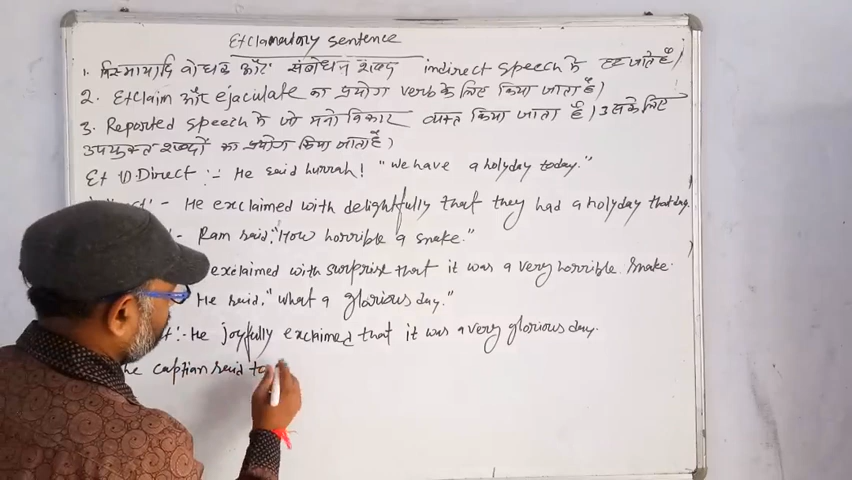 Exclamatory sentence
1. विस्मयादि बोधक और संबोधन शब्द indirect speech मे हट जाते हैं।
2. Exclaim और ejaculate का प्रयोग verb के लिए किया जाता है।
3. Reported speech मे जो मनो विकार व्यक्त किया जाता है। उसके लिए
उपयुक्त शब्दों का प्रयोग किया जाता है।
Ex 1) Direct :- He said hurrah! "We have a holyday today."
:- He exclaimed with delightfully that they had a holyday that day.
:- Ram said, "How horrible a snake."
exclaimed with surprise that it was a very horrible snake.
He said, "What a glorious day."
:- He joyfully exclaimed that it was a very glorious day.
he captian said to